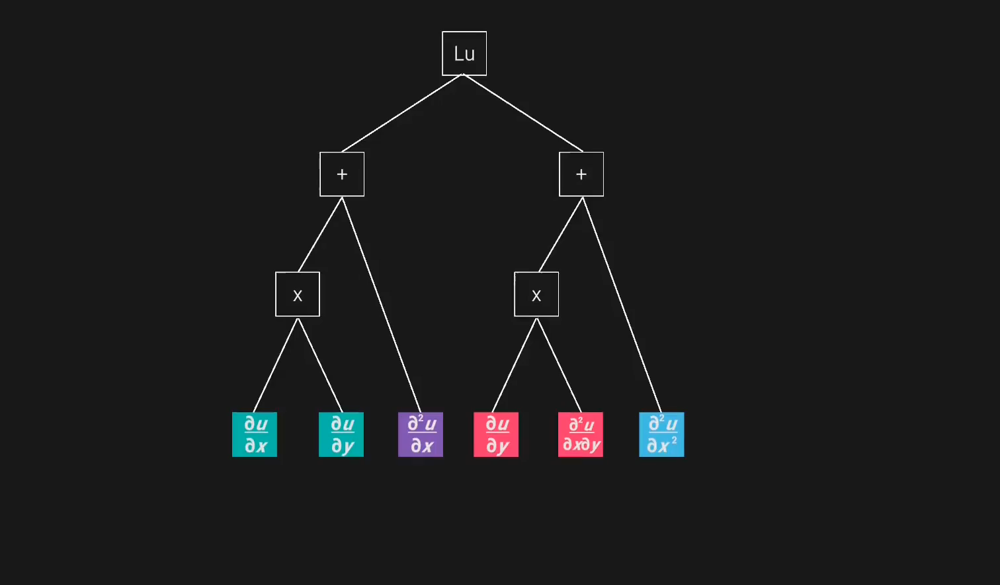 Lu
+ +
x x
∂u ∂u ∂²u ∂u ∂²u ∂²u
∂x ∂y ∂x ∂y ∂x∂y ∂x²